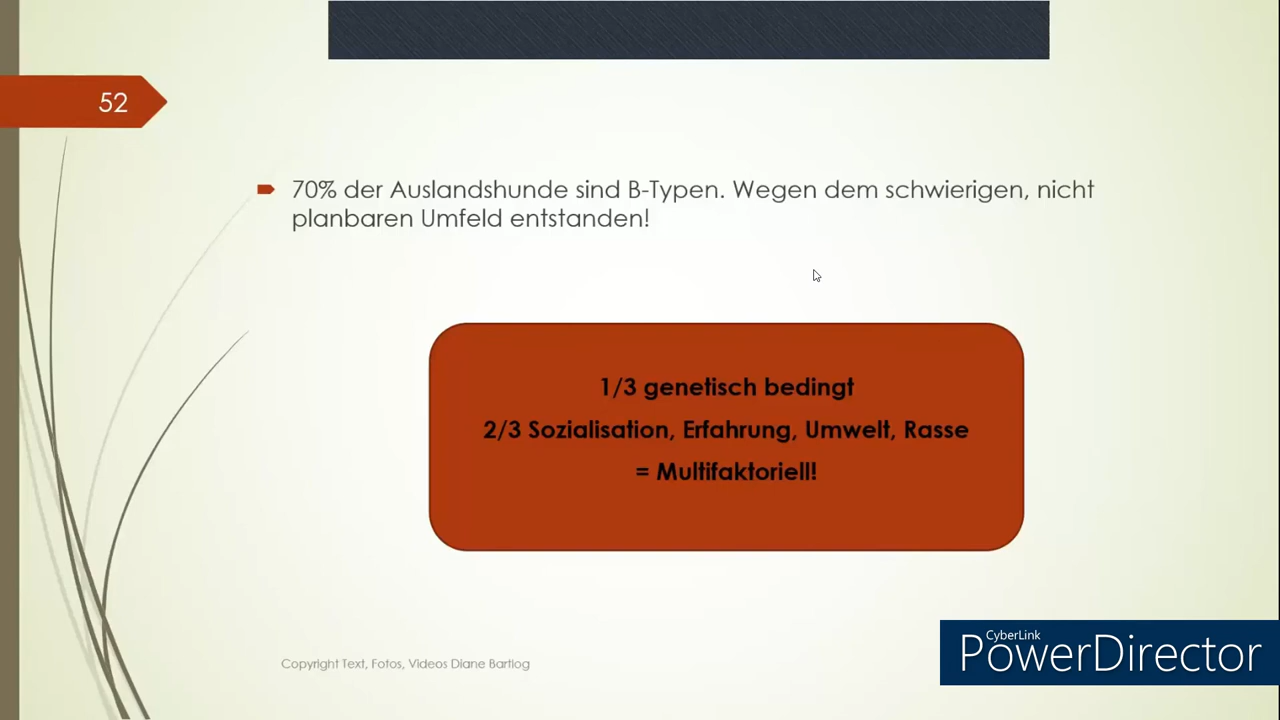 52
70% der Auslandshunde sind B-Typen. Wegen dem schwierigen, nicht
planbaren Umfeld entstanden!
1/3 genetisch bedingt
2/3 Sozialisation, Erfahrung, Umwelt, Rasse
= Multifaktoriell!
Copyright Text, Fotos, Videos Diane Bartlog
CyberLink
PowerDirector